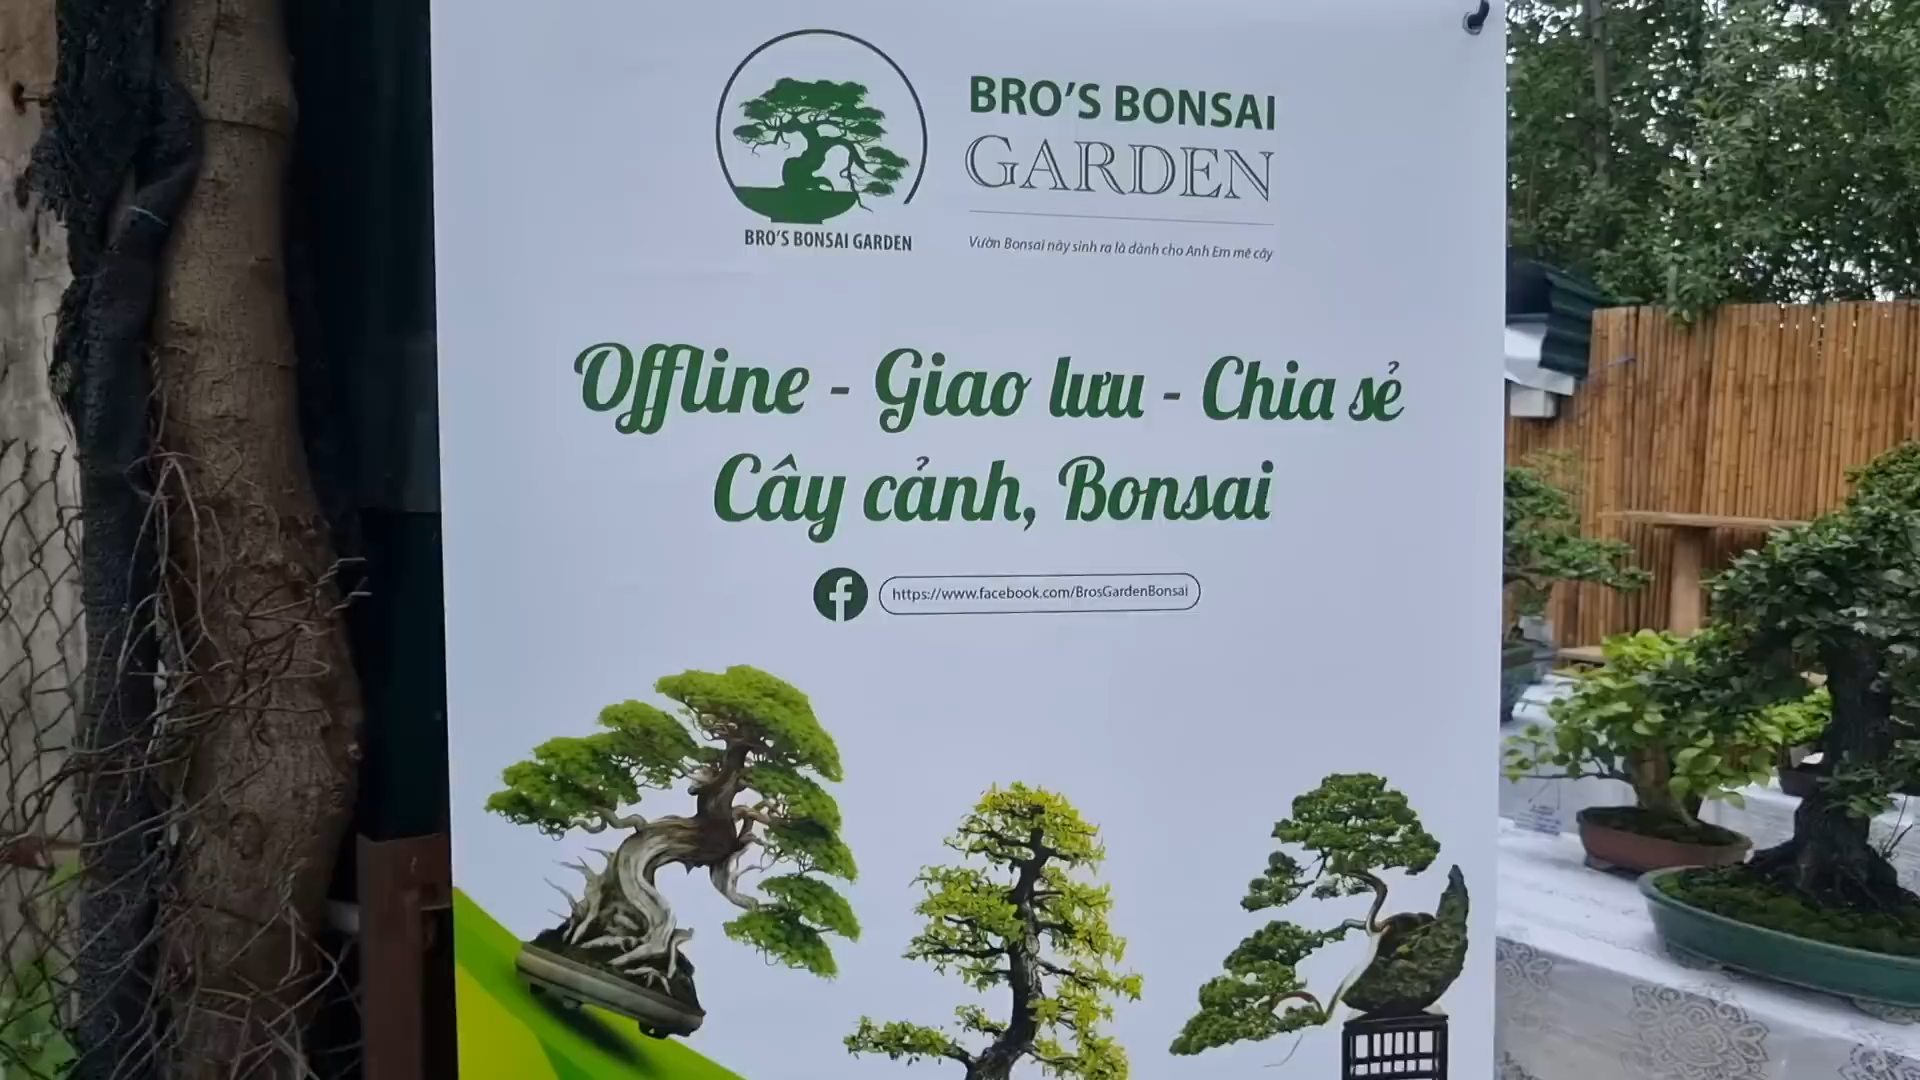 BRO'S BONSAI GARDEN
BRO'S BONSAI
GARDEN
Vườn Bonsai này sinh ra là dành cho Anh Em mê cây
Offline - Giao lưu - Chia sẻ
Cây cảnh, Bonsai
f
https://www.facebook.com/BrosGardenBonsai